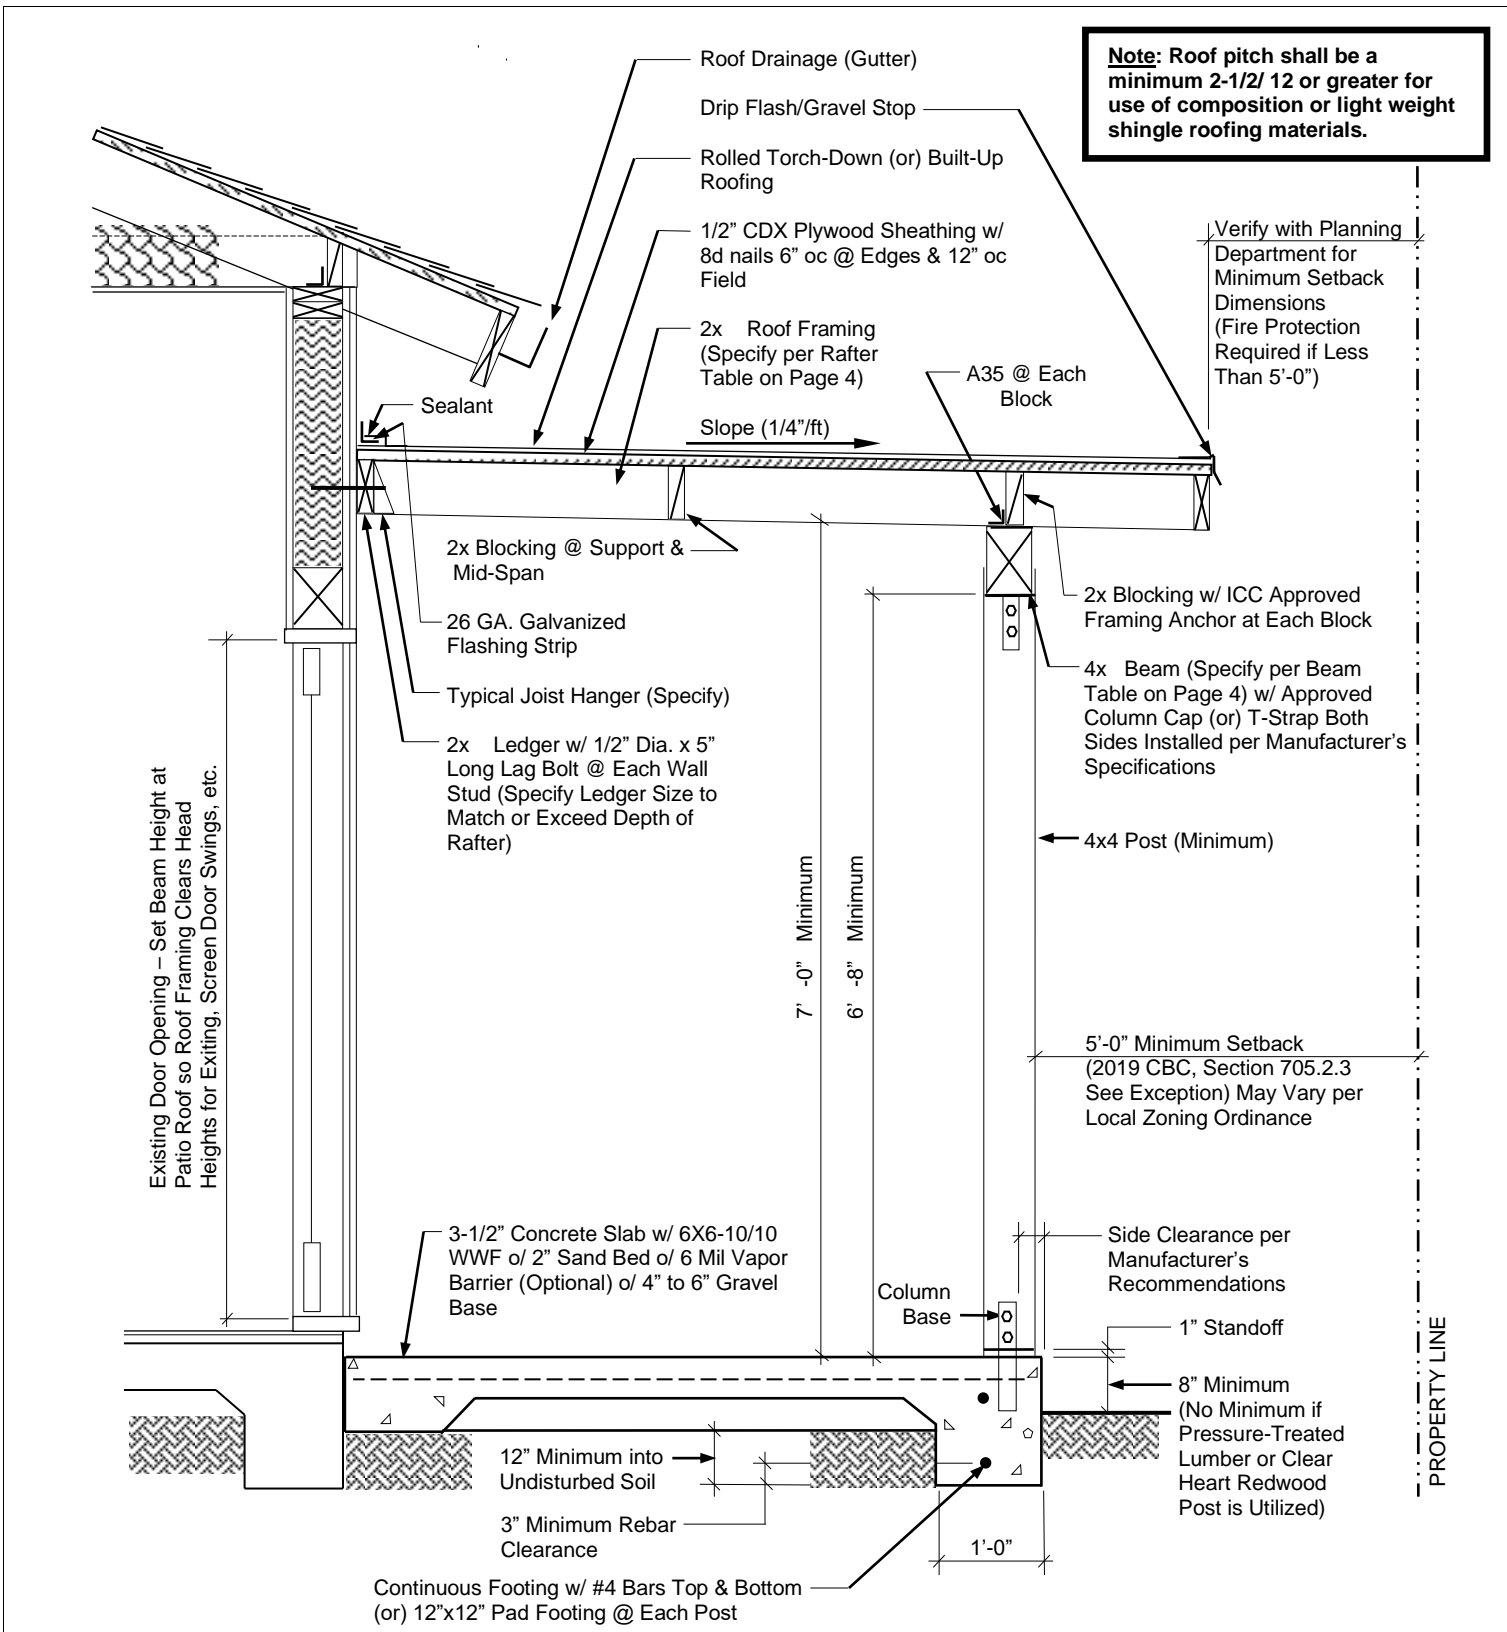 Roof Drainage (Gutter)
Drip Flash/Gravel Stop
Rolled Torch-Down (or) Built-Up
Roofing
1/2” CDX Plywood Sheathing w/
8d nails 6” oc @ Edges & 12” oc
Field
2x Roof Framing
(Specify per Rafter
Table on Page 4)
Note: Roof pitch shall be a
minimum 2-1/2/ 12 or greater for
use of composition or light weight
shingle roofing materials.
Verify with Planning
Department for
Minimum Setback
Dimensions
(Fire Protection
Required if Less
Than 5’-0”)
A35 @ Each
Block
Sealant
Slope (1/4”/ft)
2x Blocking @ Support &
Mid-Span
26 GA. Galvanized
Flashing Strip
Typical Joist Hanger (Specify)
2x Ledger w/ 1/2” Dia. x 5”
Long Lag Bolt @ Each Wall
Stud (Specify Ledger Size to
Match or Exceed Depth of
Rafter)
2x Blocking w/ ICC Approved
Framing Anchor at Each Block
4x Beam (Specify per Beam
Table on Page 4) w/ Approved
Column Cap (or) T-Strap Both
Sides Installed per Manufacturer’s
Specifications
4x4 Post (Minimum)
Existing Door Opening – Set Beam Height at
Patio Roof so Roof Framing Clears Head
Heights for Exiting, Screen Door Swings, etc.
7’ -0” Minimum
6’ -8” Minimum
5’-0” Minimum Setback
(2019 CBC, Section 705.2.3
See Exception) May Vary per
Local Zoning Ordinance
3-1/2” Concrete Slab w/ 6X6-10/10
WWF o/ 2” Sand Bed o/ 6 Mil Vapor
Barrier (Optional) o/ 4” to 6” Gravel
Base
Column
Base
Side Clearance per
Manufacturer’s
Recommendations
1” Standoff
8” Minimum
(No Minimum if
Pressure-Treated
Lumber or Clear
Heart Redwood
Post is Utilized)
PROPERTY LINE
12” Minimum into
Undisturbed Soil
3” Minimum Rebar
Clearance
1’-0”
Continuous Footing w/ #4 Bars Top & Bottom
(or) 12”x12” Pad Footing @ Each Post